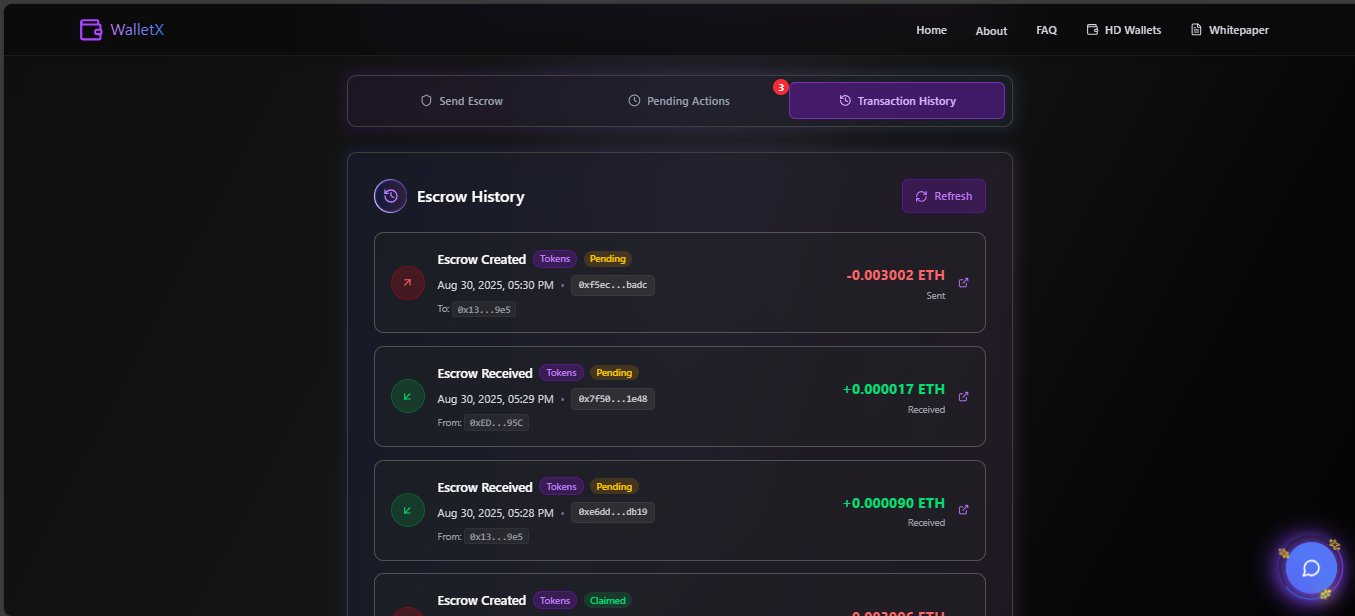 WalletX
Home About FAQ HD Wallets Whitepaper
Send Escrow Pending Actions 3 Transaction History
Escrow History Refresh
Escrow Created Tokens Pending
-0.003002 ETH
Aug 30, 2025, 05:30 PM • 0xf5ec...badc
Sent
To: 0x13...9e5
Escrow Received Tokens Pending
+0.000017 ETH
Aug 30, 2025, 05:29 PM • 0x7f50...1e48
Received
From: 0xED...95C
Escrow Received Tokens Pending
+0.000090 ETH
Aug 30, 2025, 05:28 PM • 0xe6dd...db19
Received
From: 0x13...9e5
Escrow Created Tokens Claimed